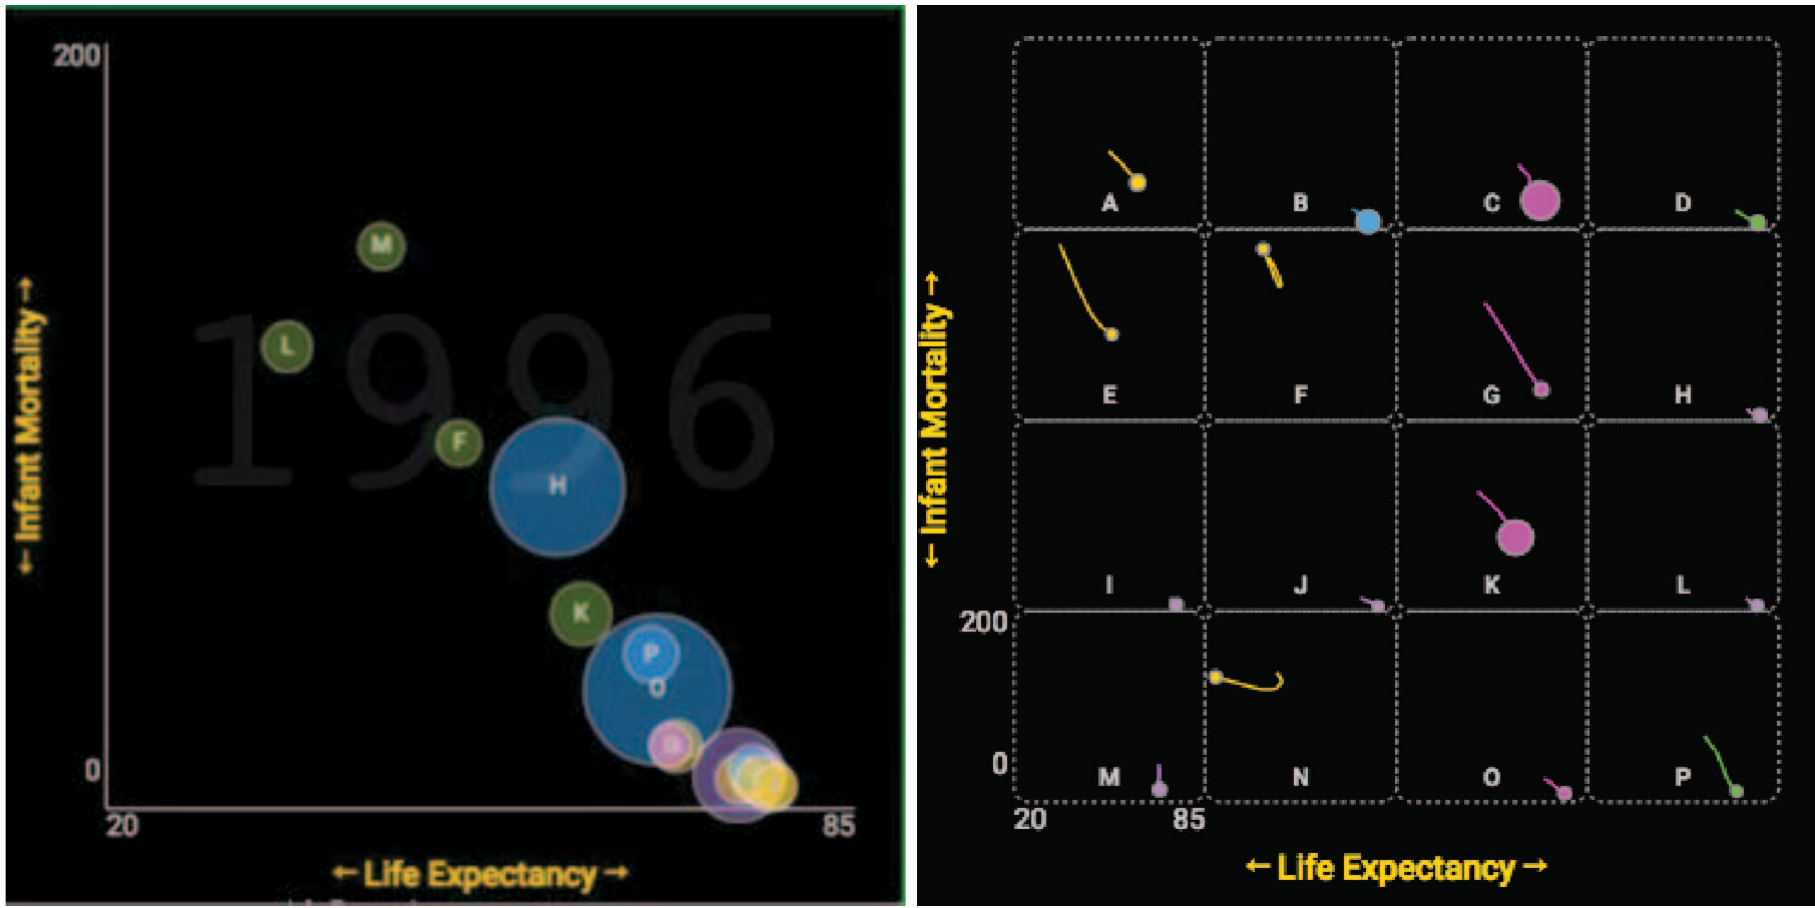 200
M
1996
L
F
H
K
P
O
0
20
85
← Infant Mortality →
← Life Expectancy →
A
B
C
D
E
F
G
H
I
J
K
L
200
M
N
O
P
0
20
85
← Infant Mortality →
← Life Expectancy →